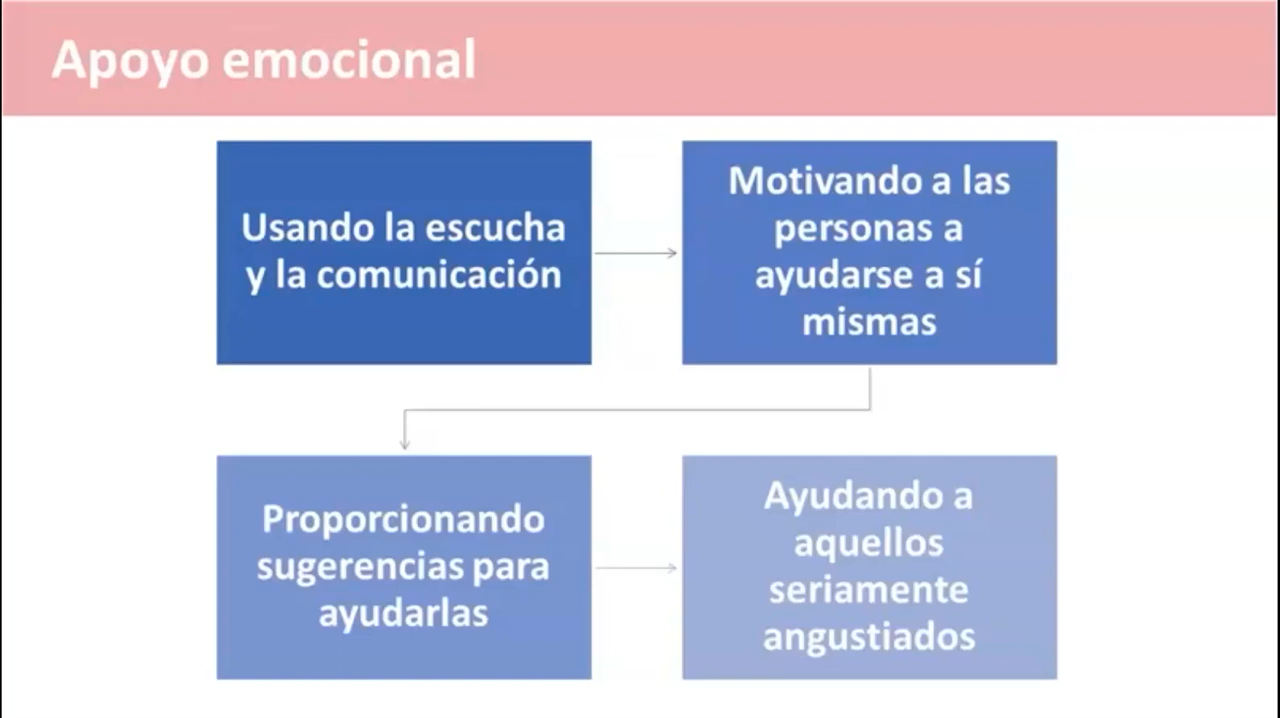 Apoyo emocional
Usando la escucha
y la comunicación
Motivando a las
personas a
ayudarse a sí
mismas
Proporcionando
sugerencias para
ayudarlas
Ayudando a
aquellos
seriamente
angustiados